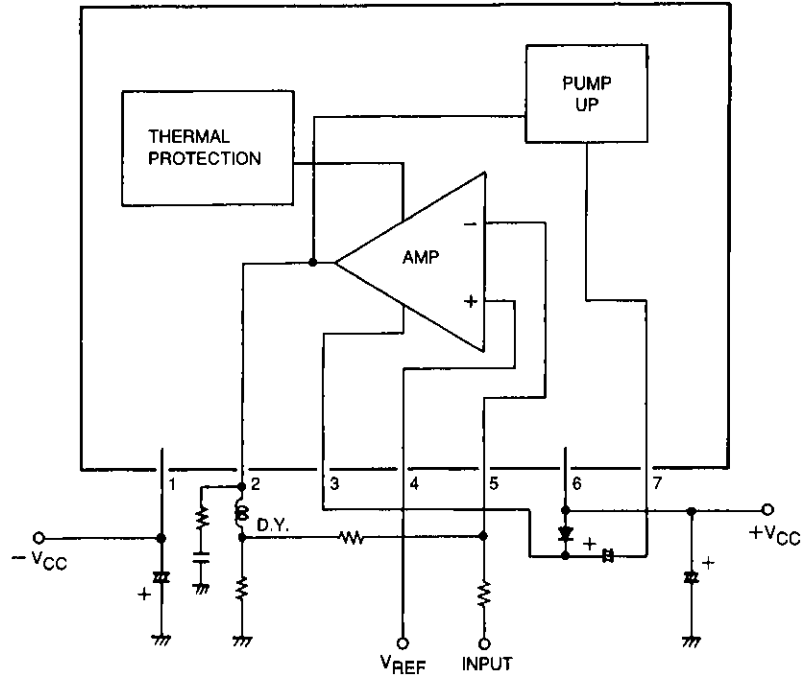 PUMP
UP
THERMAL
PROTECTION
AMP
−
+
1 2 3 4 5 6 7
D.Y.
− VCC
+
+
+VCC
+
VREF INPUT